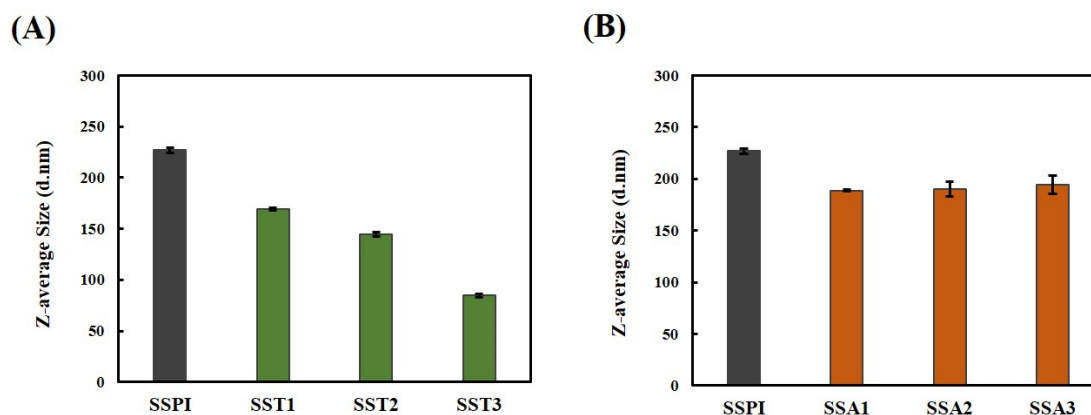 (A)
Z-average Size (d.nm)
300
250
200
150
100
50
0
SSPI SST1 SST2 SST3
(B)
Z-average Size (d.nm)
300
250
200
150
100
50
0
SSPI SSA1 SSA2 SSA3